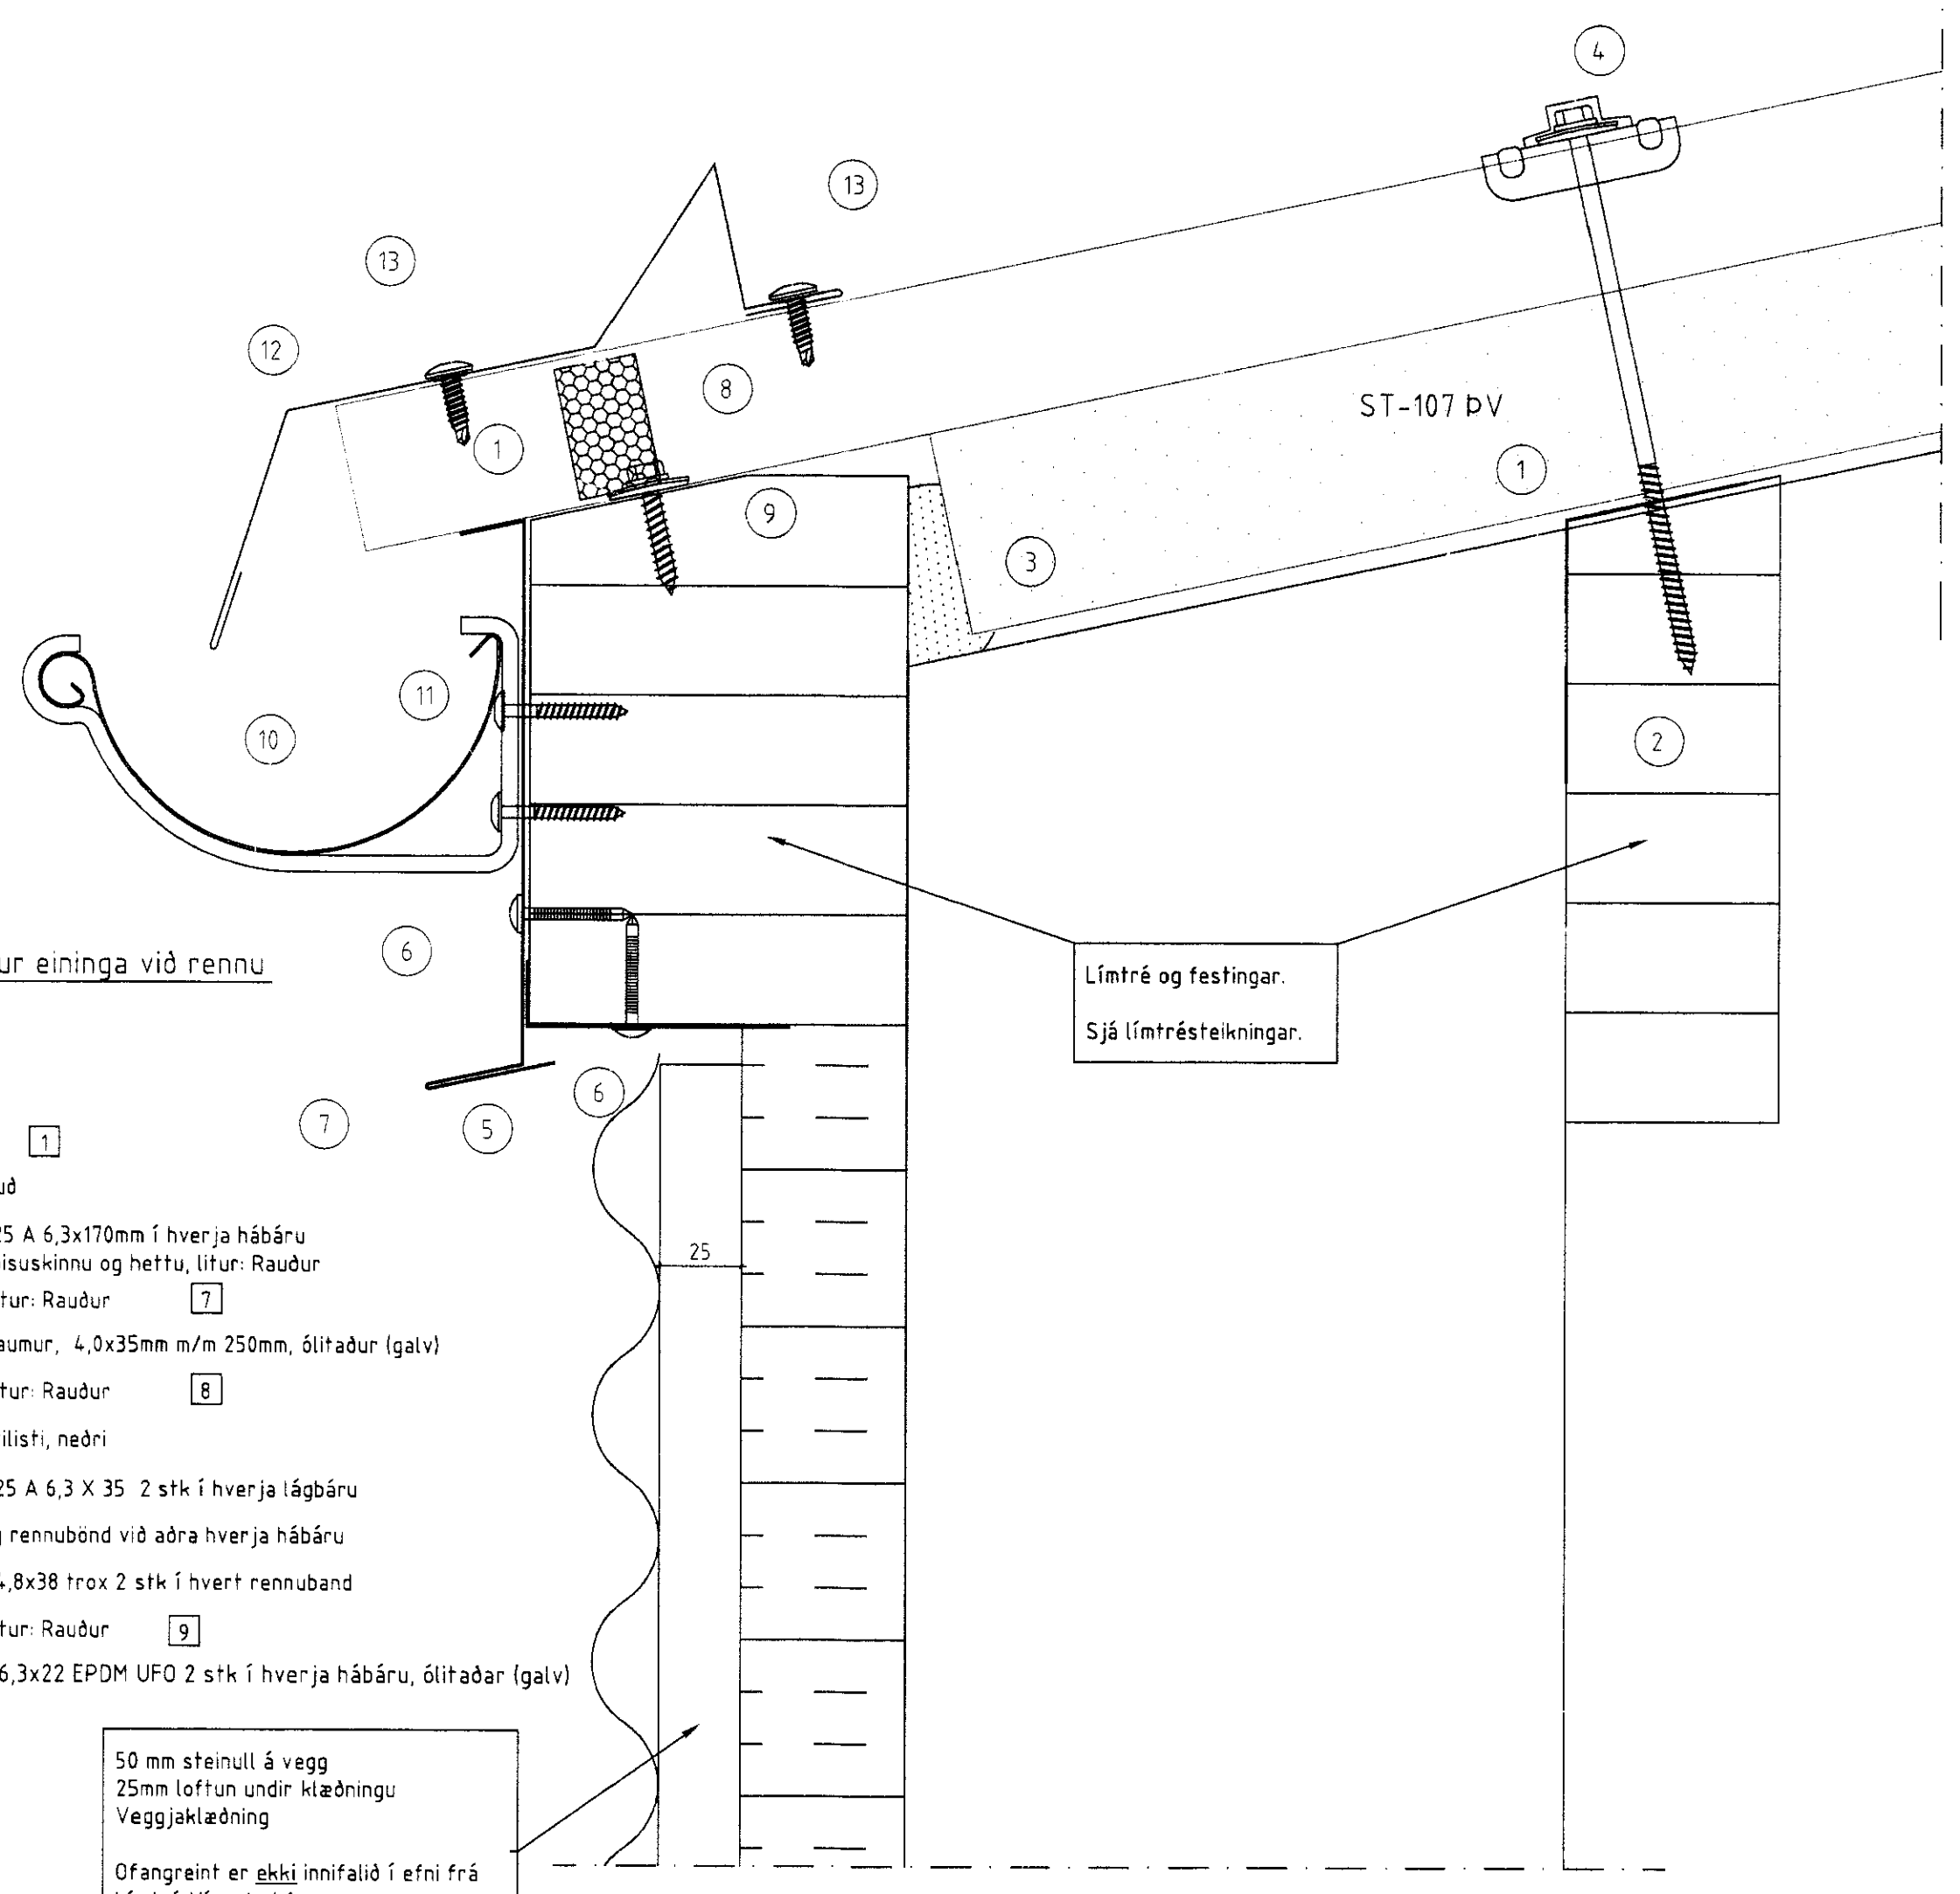 4
13
13
12
8
1
ST-107 ÞV
1
9
3
11
10
2
6
ur eininga við rennu
Límtré og festingar.
Sjá límtrésteikningar.
6
7
5
1
uð
25 A 6,3x170mm í hverja hábáru
isuskinnu og hettu, litur: Rauður
tur: Rauður 7
aumur, 4,0x35mm m/m 250mm, ólitaður (galv)
tur: Rauður 8
ilisti, neðri
25 A 6,3 X 35 2 stk í hverja lágbáru
g rennubönd við aðra hverja hábáru
4,8x38 trox 2 stk í hvert rennuband
tur: Rauður 9
6,3x22 EPDM UFO 2 stk í hverja hábáru, ólitaðar (galv)
25
50 mm steinull á vegg
25mm loftun undir klæðningu
Veggjaklæðning
Ofangreint er ekki innifalið í efni frá